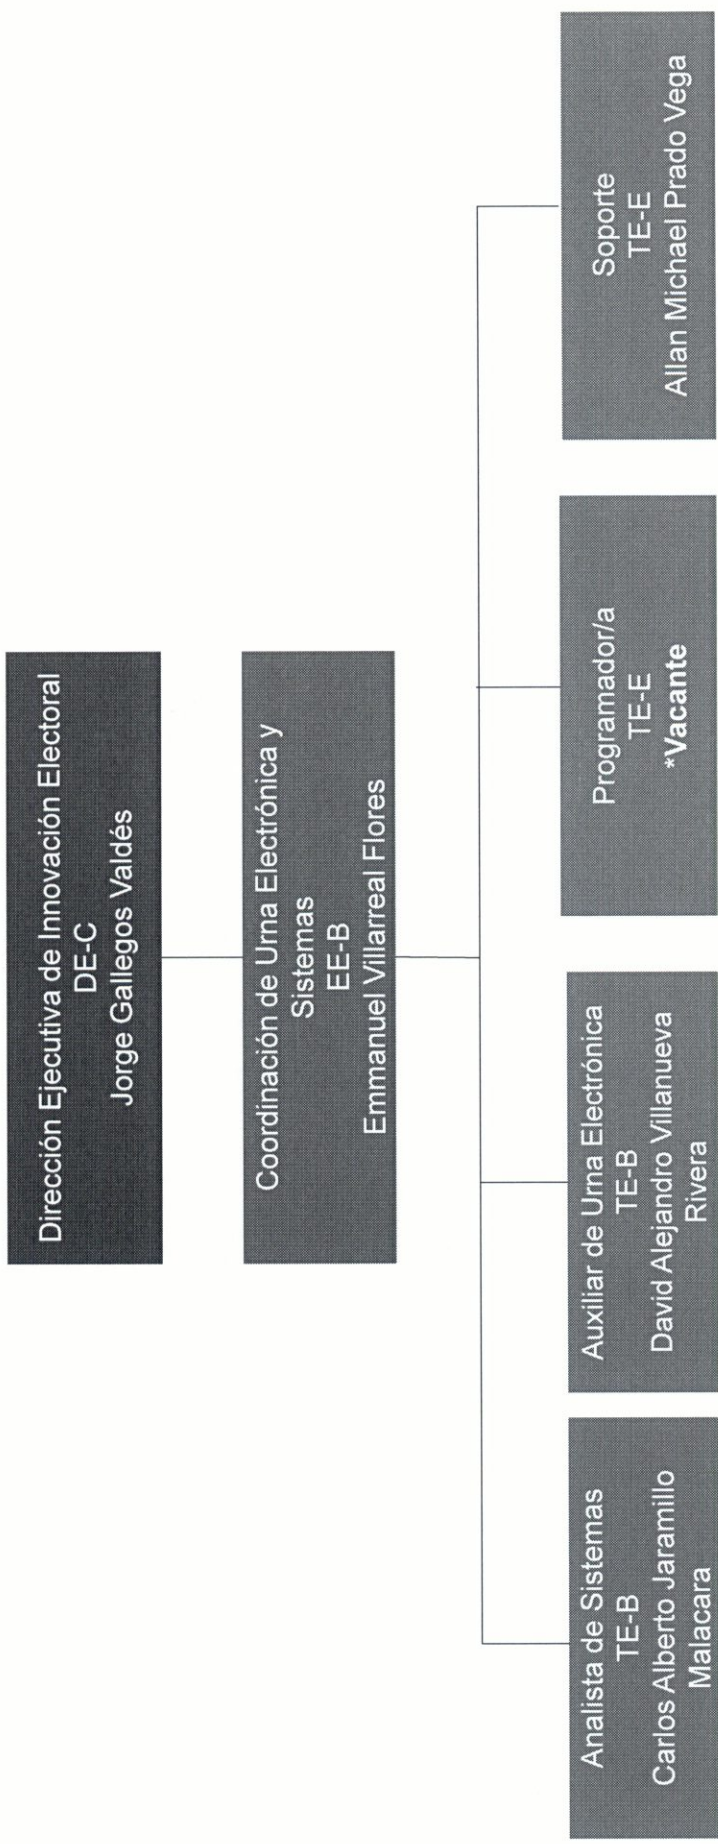 Dirección Ejecutiva de Innovación Electoral
DE-C
Jorge Gallegos Valdés
Coordinación de Urna Electrónica y
Sistemas
EE-B
Emmanuel Villarreal Flores
Analista de Sistemas
TE-B
Carlos Alberto Jaramillo
Malacara
Auxiliar de Urna Electrónica
TE-B
David Alejandro Villanueva
Rivera
Programador/a
TE-E
*Vacante
Soporte
TE-E
Allan Michael Prado Vega